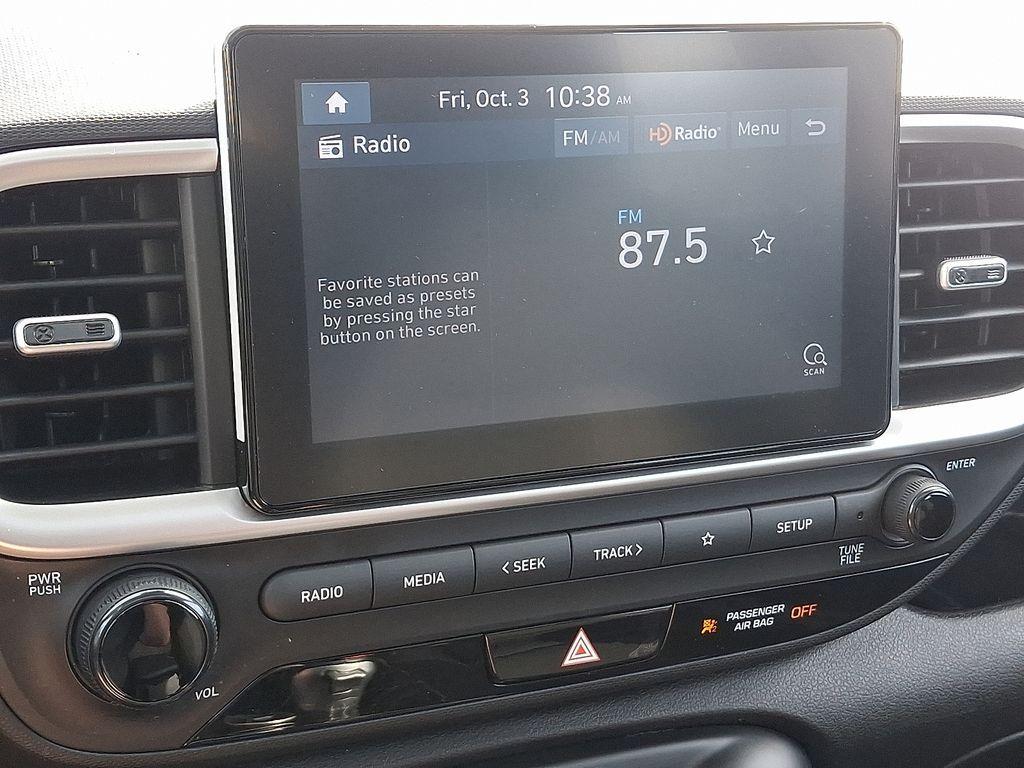 Fri, Oct. 3 10:38 AM
Radio
FM/AM
HD Radio
Menu
FM
87.5
Favorite stations can
be saved as presets
by pressing the star
button on the screen.
SCAN
ENTER
PWR
PUSH
VOL
RADIO
MEDIA
< SEEK
TRACK >
SETUP
TUNE
FILE
PASSENGER
AIR BAG
OFF